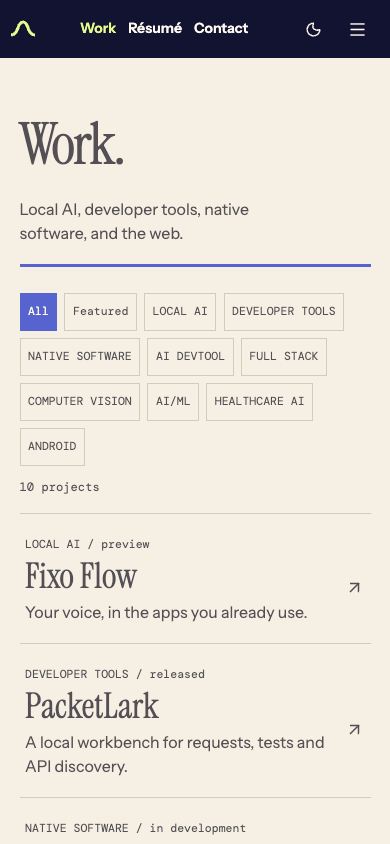 Work Résumé Contact
Work.
Local AI, developer tools, native
software, and the web.
All Featured LOCAL AI DEVELOPER TOOLS
NATIVE SOFTWARE AI DEVTOOL FULL STACK
COMPUTER VISION AI/ML HEALTHCARE AI
ANDROID
10 projects
LOCAL AI / preview
Fixo Flow
Your voice, in the apps you already use.
DEVELOPER TOOLS / released
PacketLark
A local workbench for requests, tests and
API discovery.
NATIVE SOFTWARE / in development